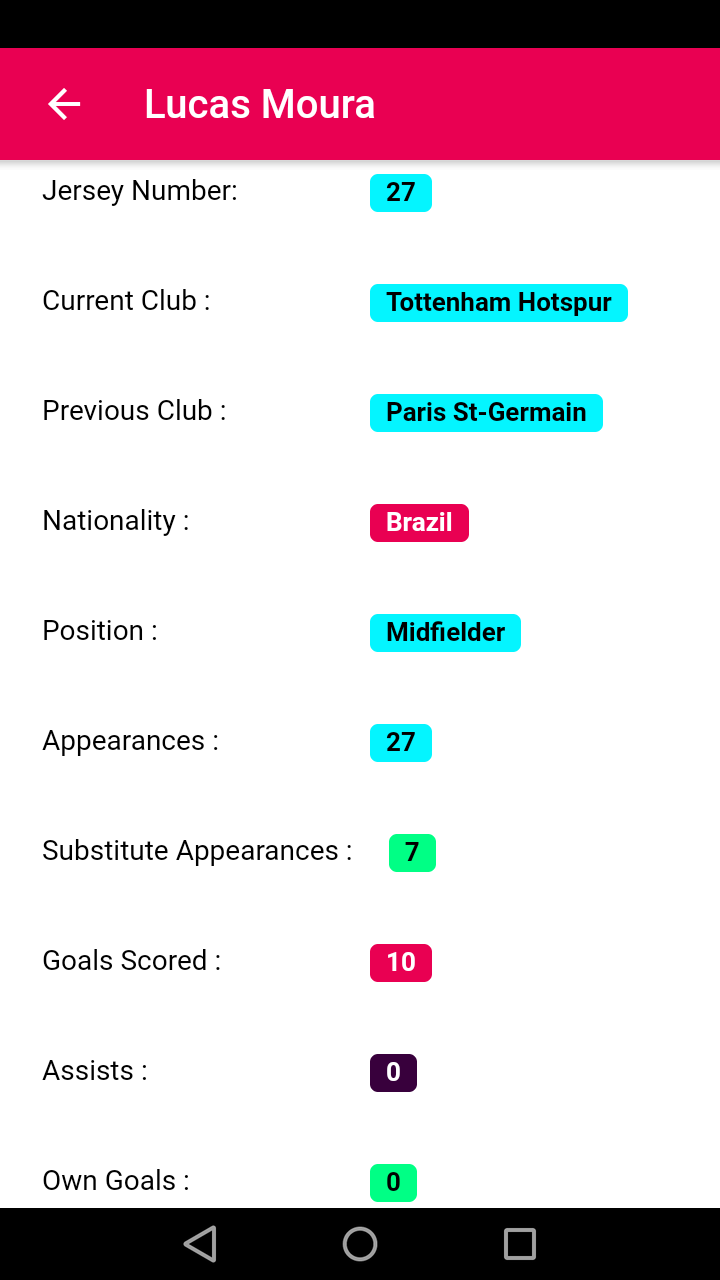 Lucas Moura
Jersey Number: 27
Current Club : Tottenham Hotspur
Previous Club : Paris St-Germain
Nationality : Brazil
Position : Midfielder
Appearances : 27
Substitute Appearances : 7
Goals Scored : 10
Assists : 0
Own Goals : 0